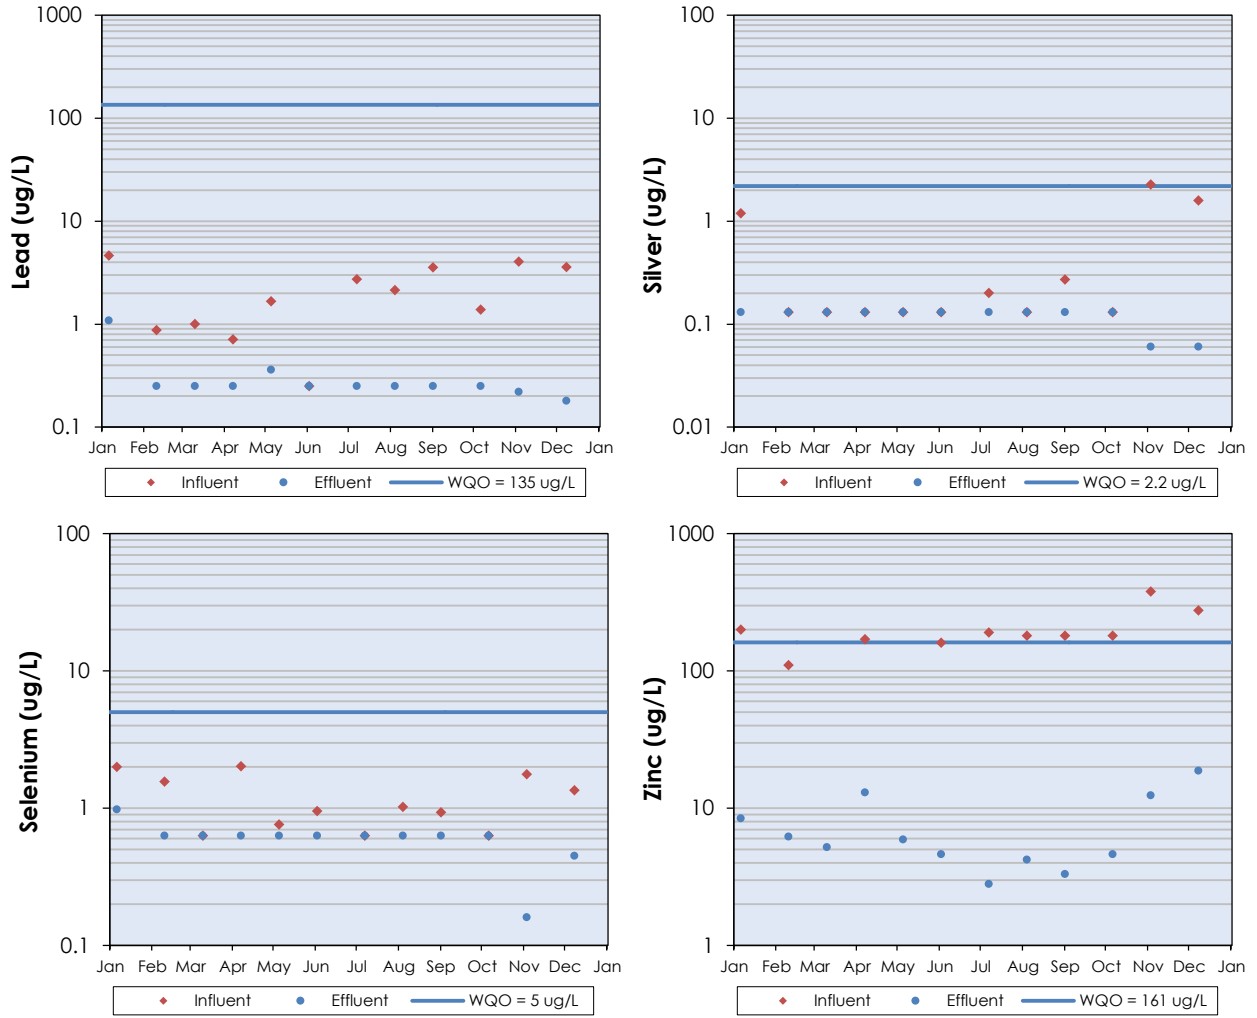 1000
100
10
1
0.1
Lead (ug/L)
Jan Feb Mar Apr May Jun Jul Aug Sep Oct Nov Dec Jan
Influent Effluent WQO = 135 ug/L
100
10
1
0.1
0.01
Silver (ug/L)
Jan Feb Mar Apr May Jun Jul Aug Sep Oct Nov Dec Jan
Influent Effluent WQO = 2.2 ug/L
100
10
1
0.1
Selenium (ug/L)
Jan Feb Mar Apr May Jun Jul Aug Sep Oct Nov Dec Jan
Influent Effluent WQO = 5 ug/L
1000
100
10
1
Zinc (ug/L)
Jan Feb Mar Apr May Jun Jul Aug Sep Oct Nov Dec Jan
Influent Effluent WQO = 161 ug/L